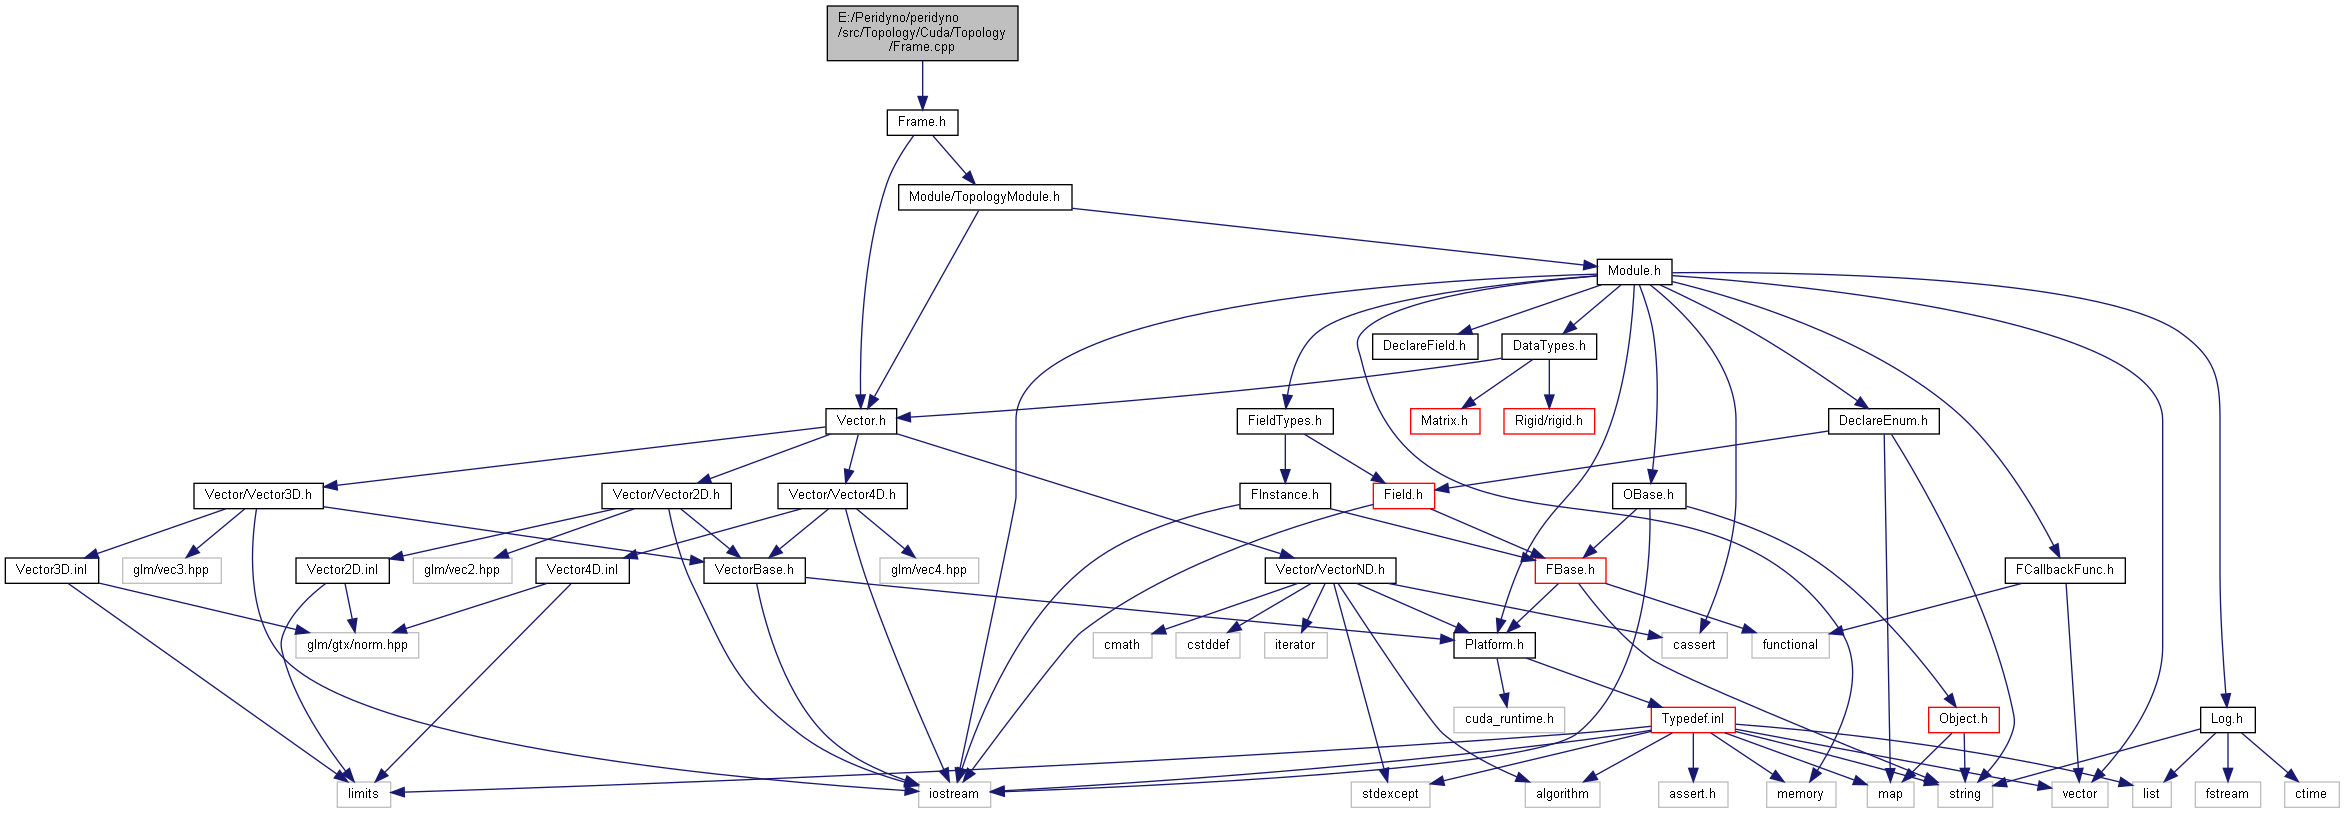 E:/Peridyno/peridyno
/src/Topology/Cuda/Topology
/Frame.cpp
Frame.h
Module/TopologyModule.h
Module.h
DeclareField.h
DataTypes.h
Vector.h
FieldTypes.h
Matrix.h
Rigid/rigid.h
DeclareEnum.h
Vector/Vector3D.h
Vector/Vector2D.h
Vector/Vector4D.h
FInstance.h
Field.h
OBase.h
Vector3D.inl
glm/vec3.hpp
Vector2D.inl
glm/vec2.hpp
Vector4D.inl
VectorBase.h
glm/vec4.hpp
Vector/VectorND.h
FBase.h
FCallbackFunc.h
glm/gtx/norm.hpp
cmath
cstddef
iterator
Platform.h
cassert
functional
cuda_runtime.h
Typedef.inl
Object.h
Log.h
limits
iostream
stdexcept
algorithm
assert.h
memory
map
string
vector
list
fstream
ctime